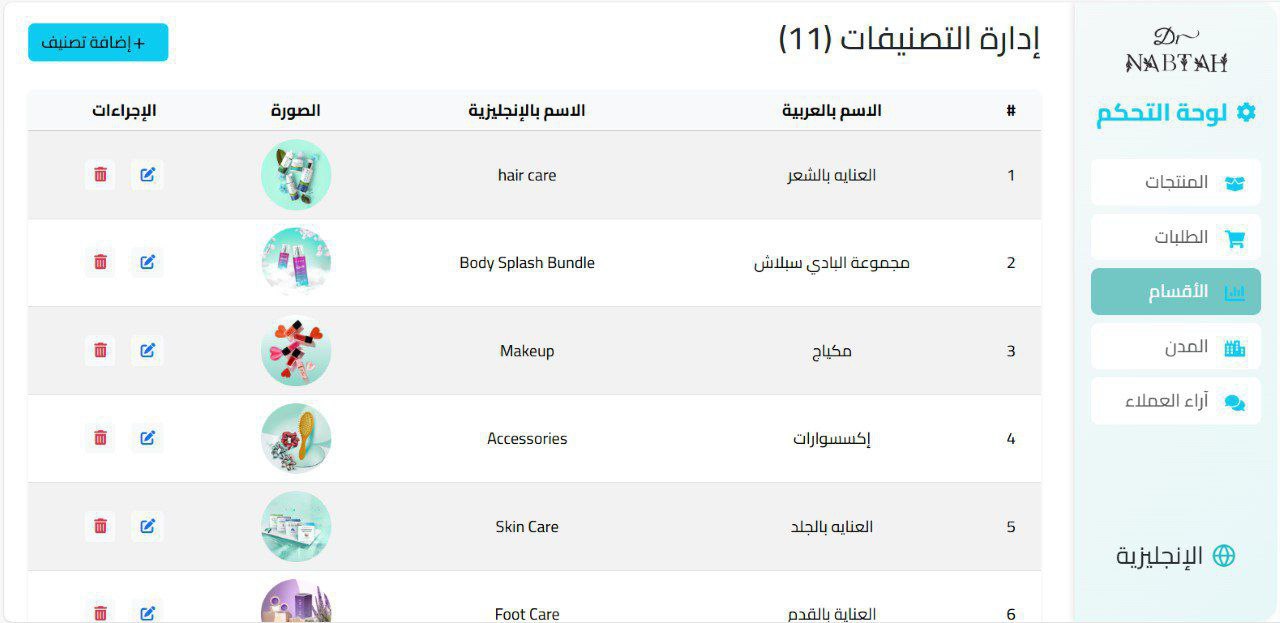 Dr
NABTAH
لوحة التحكم
المنتجات
الطلبات
الأقسام
المدن
آراء العملاء
الإنجليزية
إدارة التصنيفات (11)
+إضافة تصنيف
# الاسم بالعربية الاسم بالإنجليزية الصورة الإجراءات
1 العنايه بالشعر hair care
2 مجموعة البادي سبلاش Body Splash Bundle
3 مكياج Makeup
4 إكسسوارات Accessories
5 العنايه بالجلد Skin Care
6 العناية بالقدم Foot Care